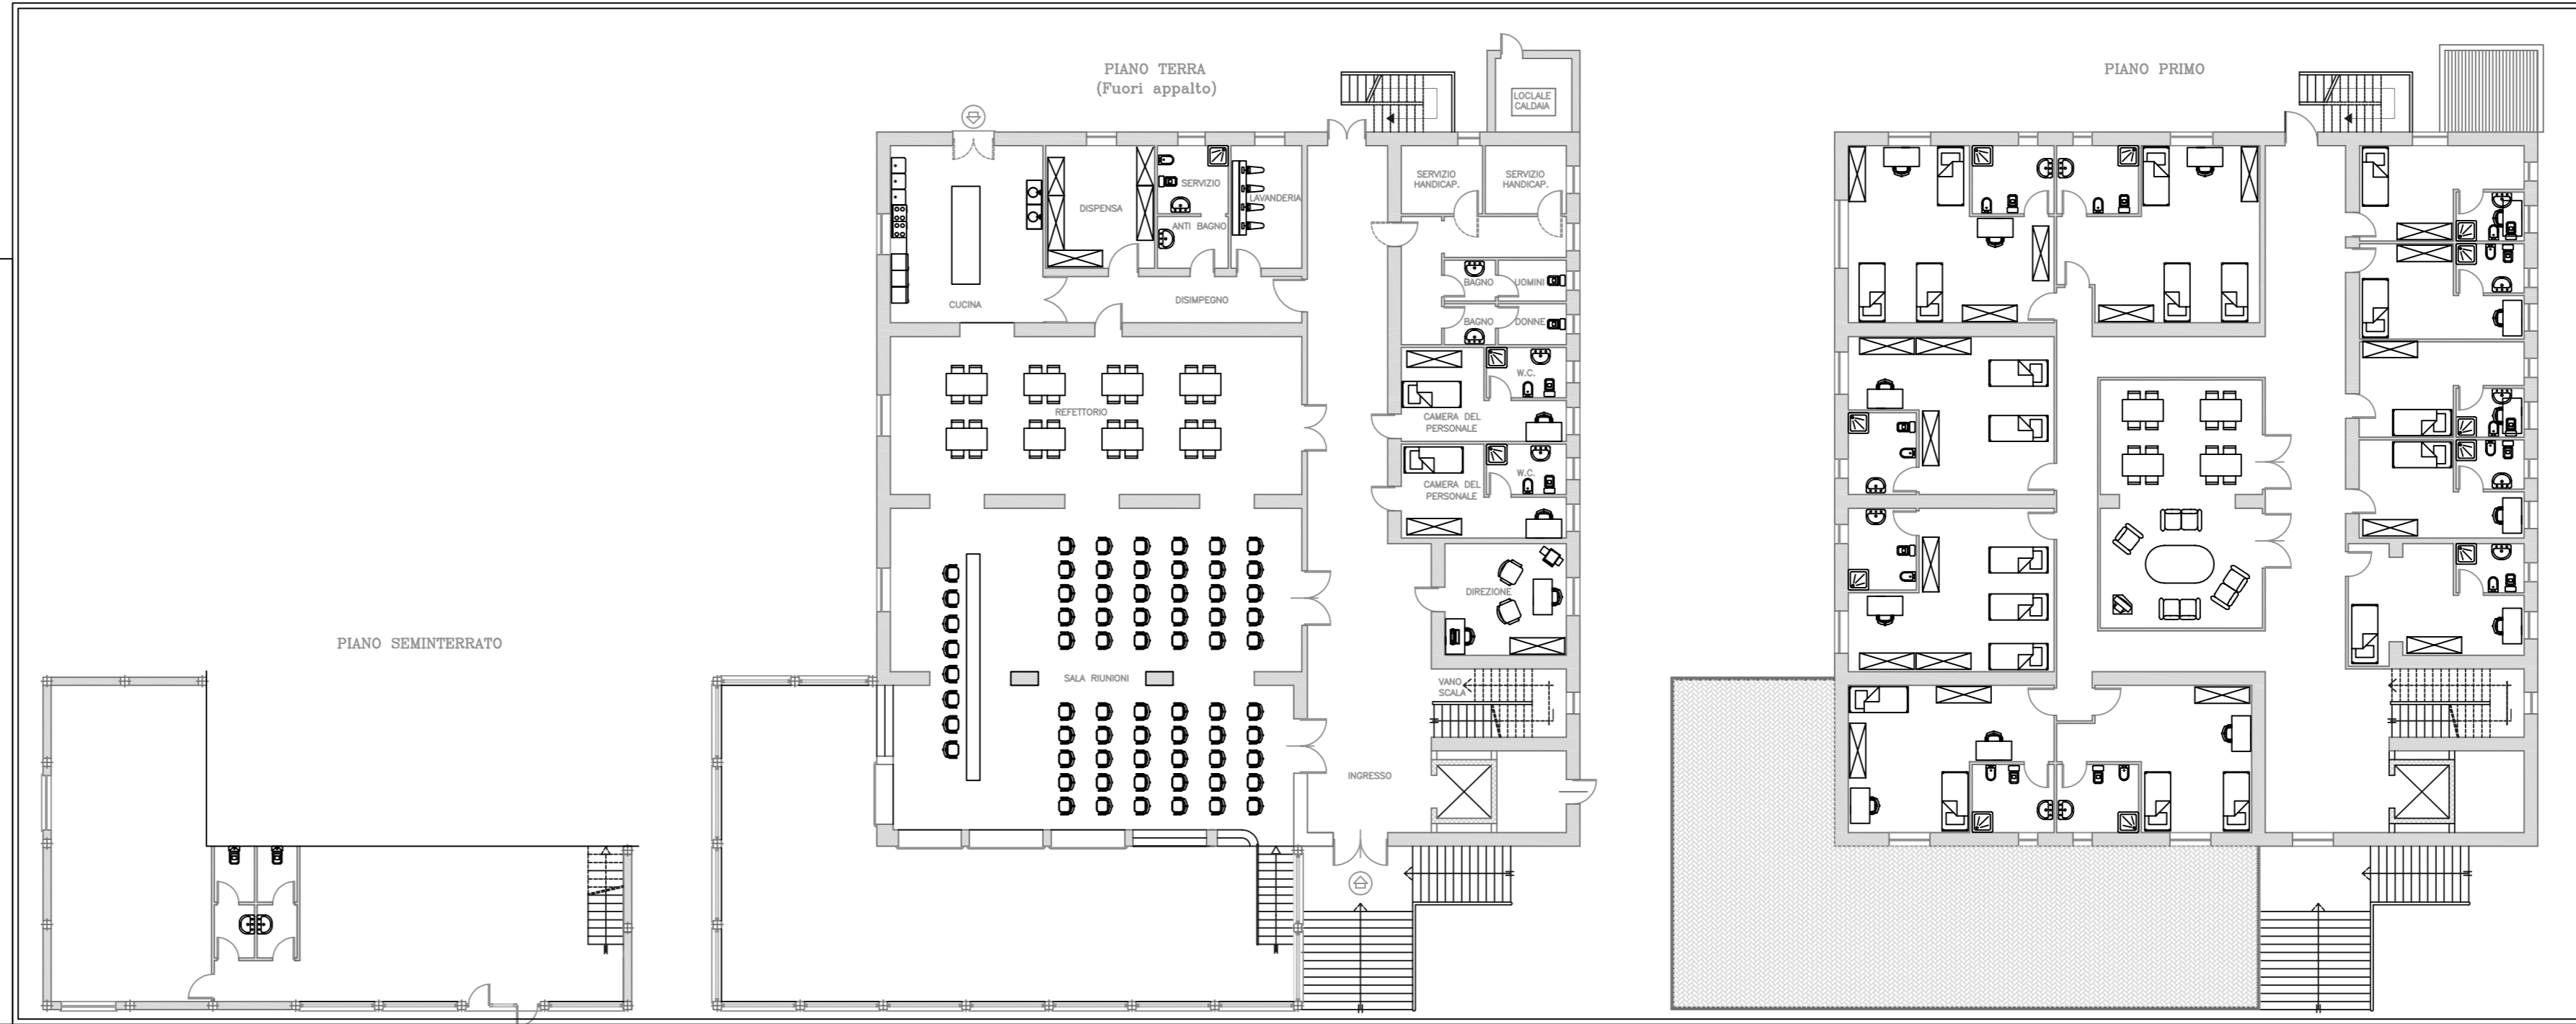 PIANO TERRA
(Fuori appalto)
PIANO PRIMO
LOCLALE
CALDAIA
SERVIZIO
HANDICAP.
SERVIZIO
HANDICAP.
SERVIZIO
LAVANDERIA
DISPENSA
ANTI BAGNO
CUCINA
DISIMPEGNO
BAGNO
UOMINI
BAGNO
DONNE
W.C.
REFETTORIO
CAMERA DEL
PERSONALE
W.C.
CAMERA DEL
PERSONALE
DIREZIONE
PIANO SEMINTERRATO
SALA RIUNIONI
VANO
SCALA
INGRESSO